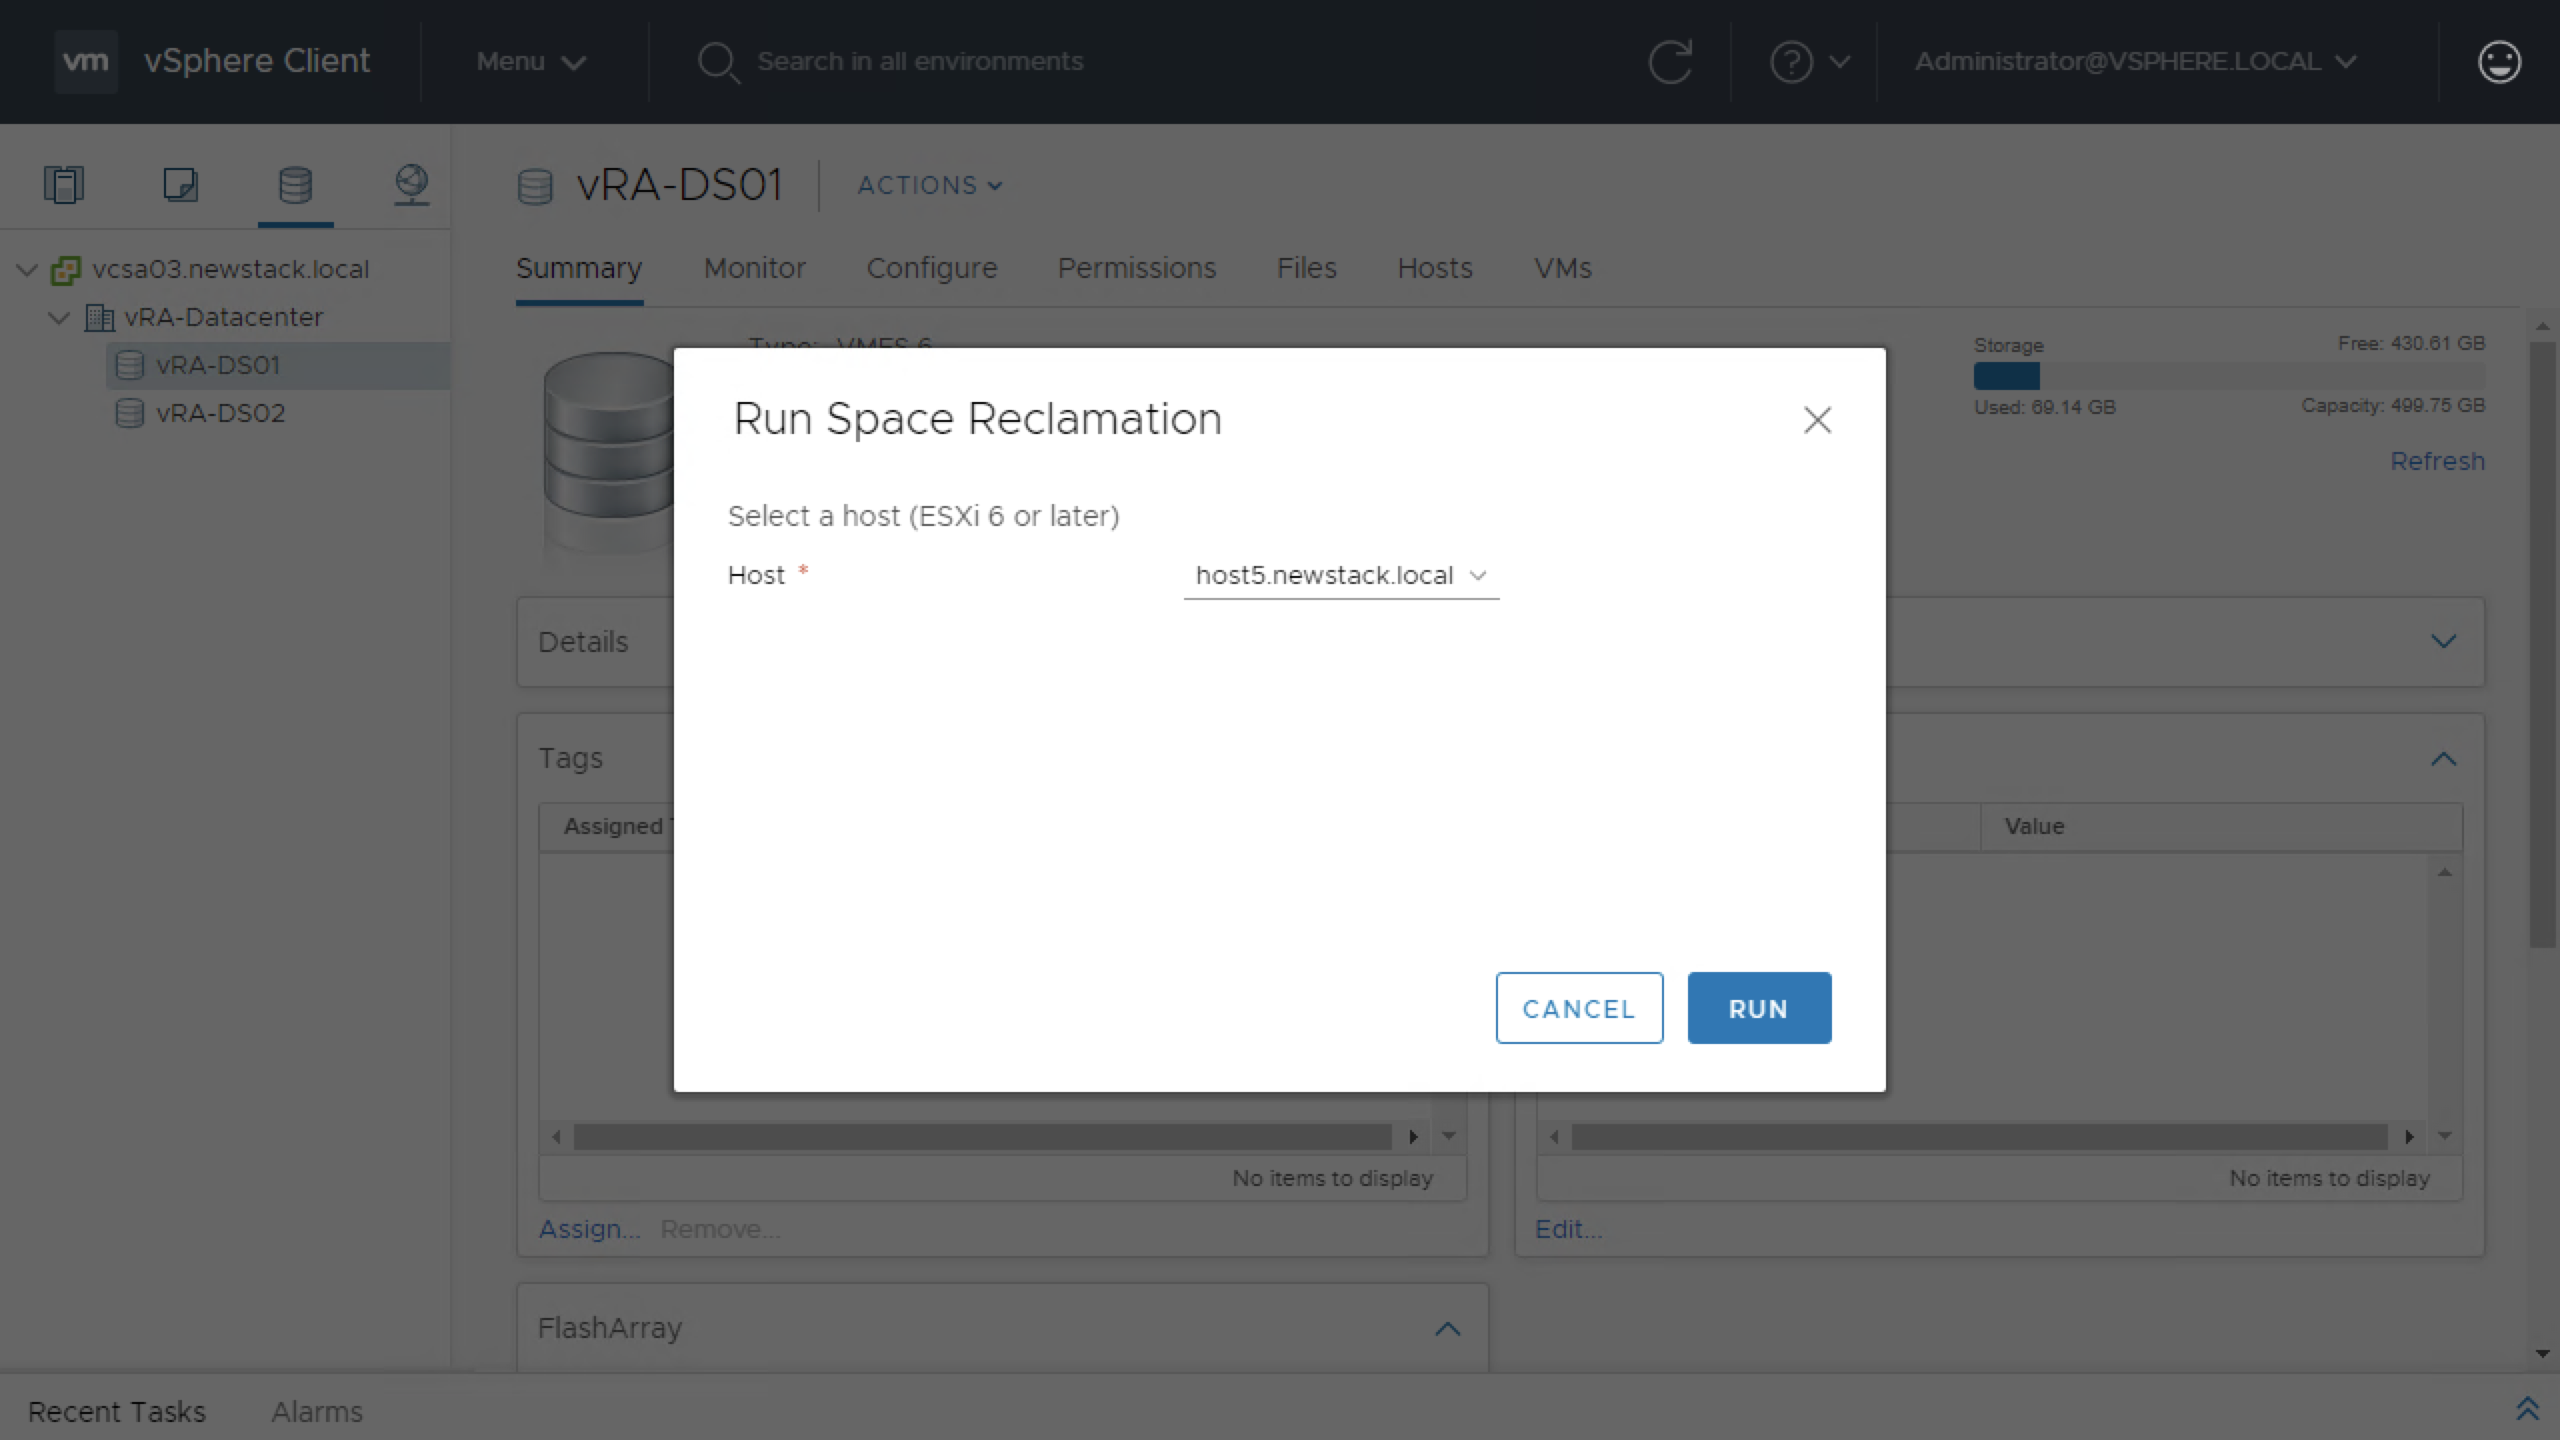 vm vSphere Client Menu Search in all environments Administrator@VSPHERE.LOCAL
vcsa03.newstack.local
vRA-Datacenter
vRA-DS01
vRA-DS02
vRA-DS01 ACTIONS
Summary Monitor Configure Permissions Files Hosts VMs
Type: VMFS 6
Storage Free: 430.61 GB
Used: 69.14 GB Capacity: 499.75 GB
Refresh
Run Space Reclamation
Select a host (ESXi 6 or later)
Host * host5.newstack.local
CANCEL RUN
Details
Tags
Assigned
Value
No items to display
No items to display
Assign... Remove...
Edit...
FlashArray
Recent Tasks Alarms